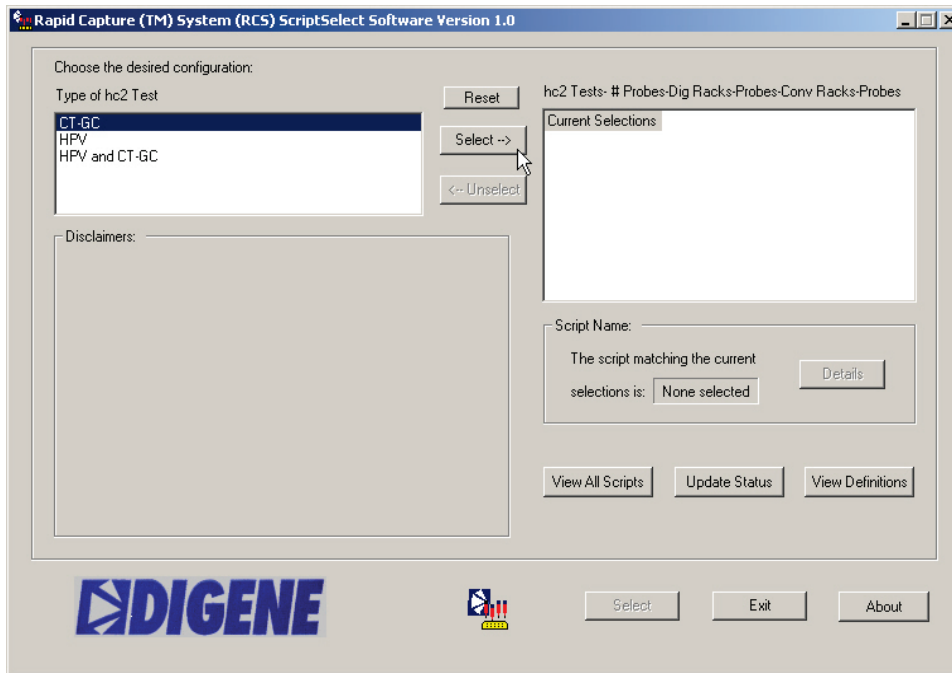 Rapid Capture (TM) System (RCS) ScriptSelect Software Version 1.0
Choose the desired configuration:
Type of hc2 Test
CT-GC
HPV
HPV and CT-GC
Reset
Select -->
<-- Unselect
hc2 Tests- # Probes-Dig Racks-Probes-Conv Racks-Probes
Current Selections
Disclaimers:
Script Name:
The script matching the current
selections is: None selected
Details
View All Scripts
Update Status
View Definitions
DIGENE
Select
Exit
About